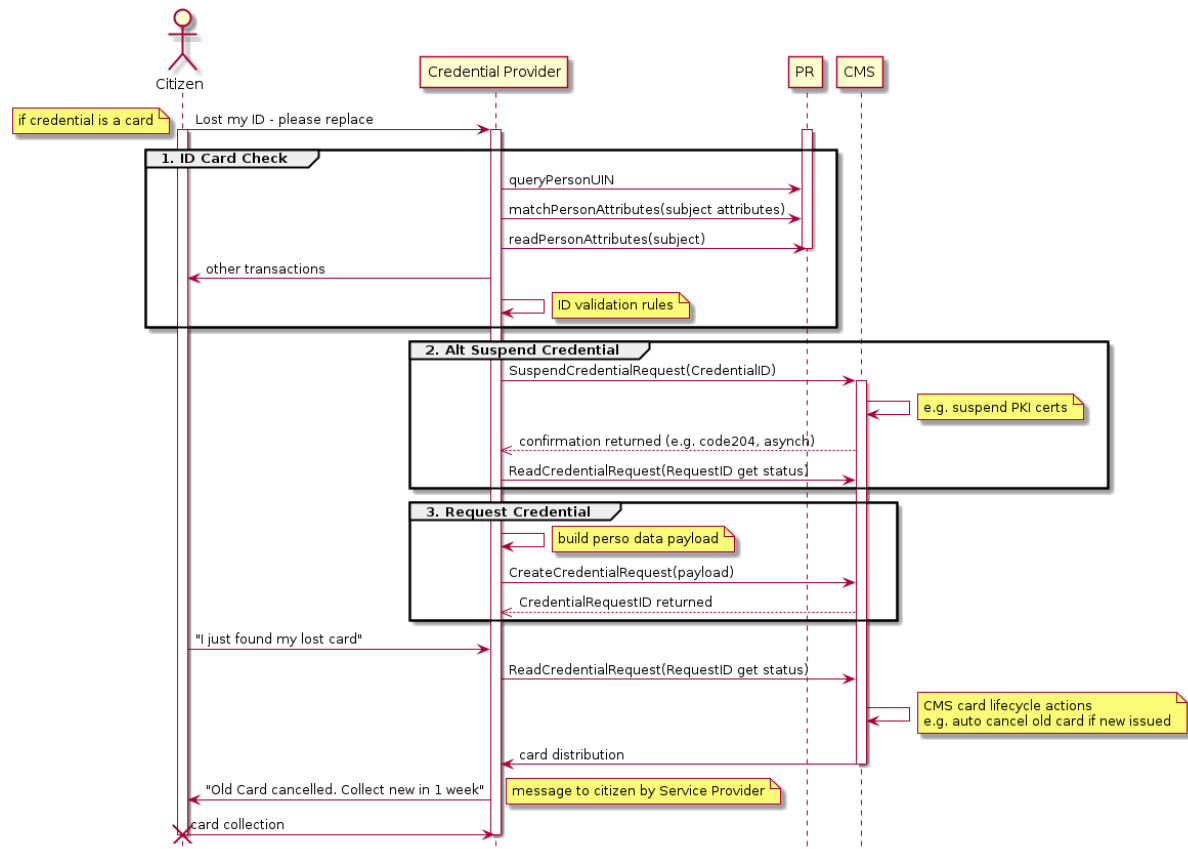 Citizen
Credential Provider
PR
CMS
if credential is a card
Lost my ID - please replace
1. ID Card Check
queryPersonUIN
matchPersonAttributes(subject attributes)
readPersonAttributes(subject)
other transactions
ID validation rules
2. Alt Suspend Credential
SuspendCredentialRequest(CredentialID)
e.g. suspend PKI certs
confirmation returned (e.g. code204, asynch)
ReadCredentialRequest(RequestID get status)
3. Request Credential
build perso data payload
CreateCredentialRequest(payload)
CredentialRequestID returned
"I just found my lost card"
ReadCredentialRequest(RequestID get status)
CMS card lifecycle actions
e.g. auto cancel old card if new issued
card distribution
"Old Card cancelled. Collect new in 1 week"
message to citizen by Service Provider
card collection